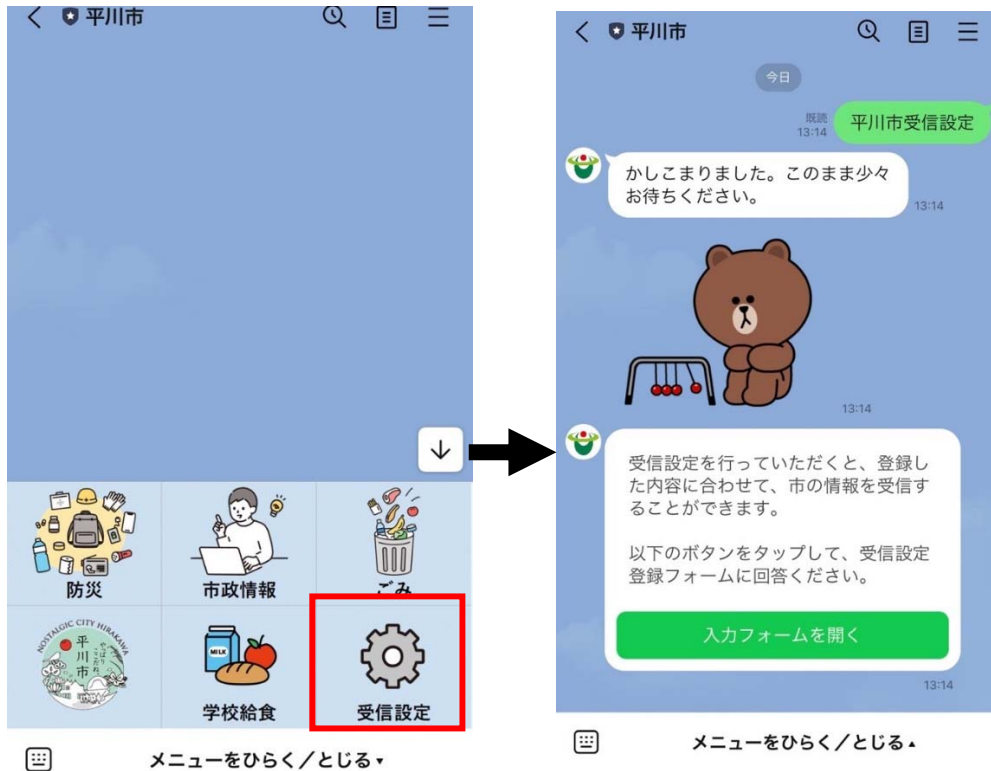 平川市
防災
市政情報
ごみ
NOSTALGIC CITY HIRAKAWA
平川市
やっぱり
MILK
学校給食
受信設定
メニューをひらく/とじる▾
平川市
今日
既読
13:14
平川市受信設定
かしこまりました。このまま少々
お待ちください。
13:14
13:14
受信設定を行っていただくと、登録し
た内容に合わせて、市の情報を受信す
ることができます。
以下のボタンをタップして、受信設定
登録フォームに回答ください。
入力フォームを開く
13:14
メニューをひらく/とじる▴